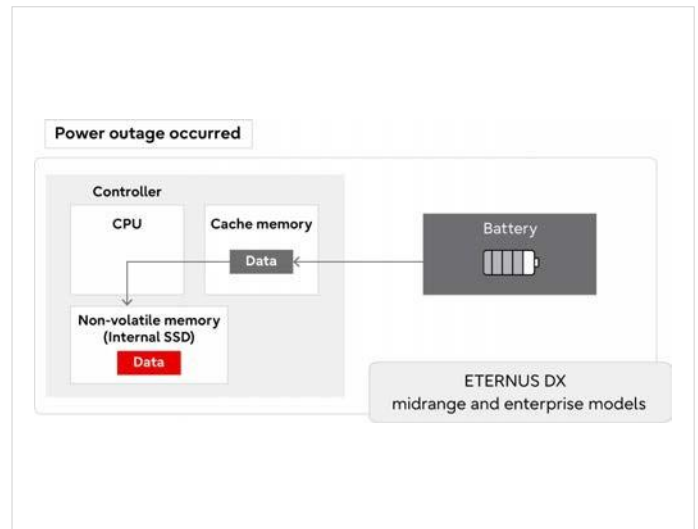 Power outage occurred
Controller
CPU
Cache memory
Data
Battery
Non-volatile memory
(Internal SSD)
Data
ETERNUS DX
midrange and enterprise models